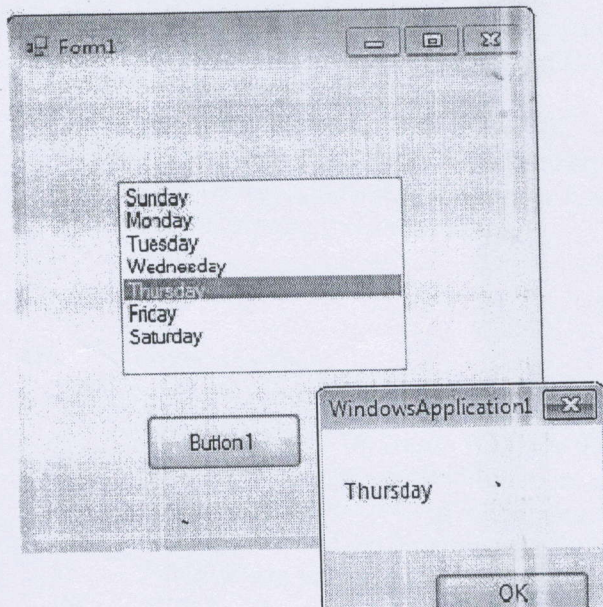 Form1
Sunday
Monday
Tuesday
Wednesday
Thursday
Friday
Saturday
Button1
WindowsApplication1
Thursday
OK